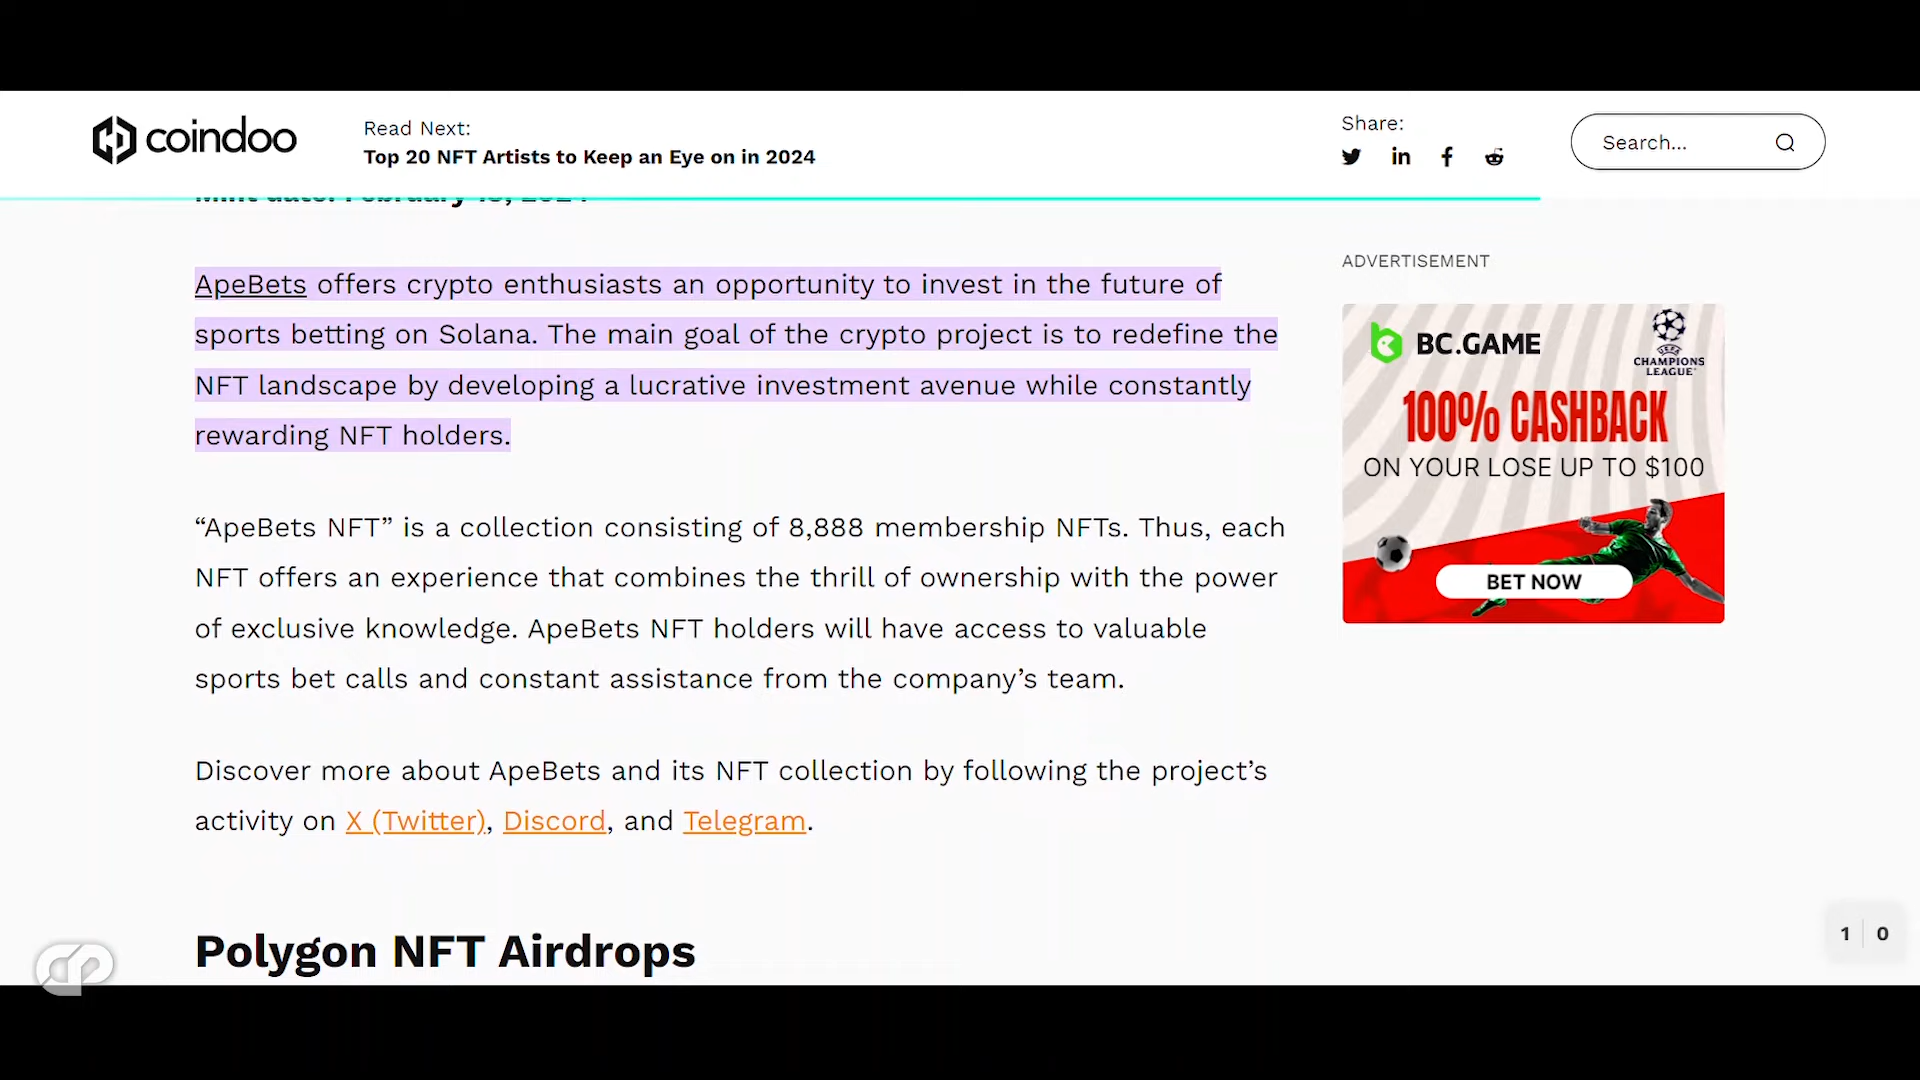 coindoo
Read Next:
Top 20 NFT Artists to Keep an Eye on in 2024
Share:
Search...
ApeBets offers crypto enthusiasts an opportunity to invest in the future of
sports betting on Solana. The main goal of the crypto project is to redefine the
NFT landscape by developing a lucrative investment avenue while constantly
rewarding NFT holders.
“ApeBets NFT” is a collection consisting of 8,888 membership NFTs. Thus, each
NFT offers an experience that combines the thrill of ownership with the power
of exclusive knowledge. ApeBets NFT holders will have access to valuable
sports bet calls and constant assistance from the company’s team.
Discover more about ApeBets and its NFT collection by following the project’s
activity on X (Twitter), Discord, and Telegram.
Polygon NFT Airdrops
ADVERTISEMENT
BC.GAME
UEFA
CHAMPIONS
LEAGUE
100% CASHBACK
ON YOUR LOSE UP TO $100
BET NOW
1 0